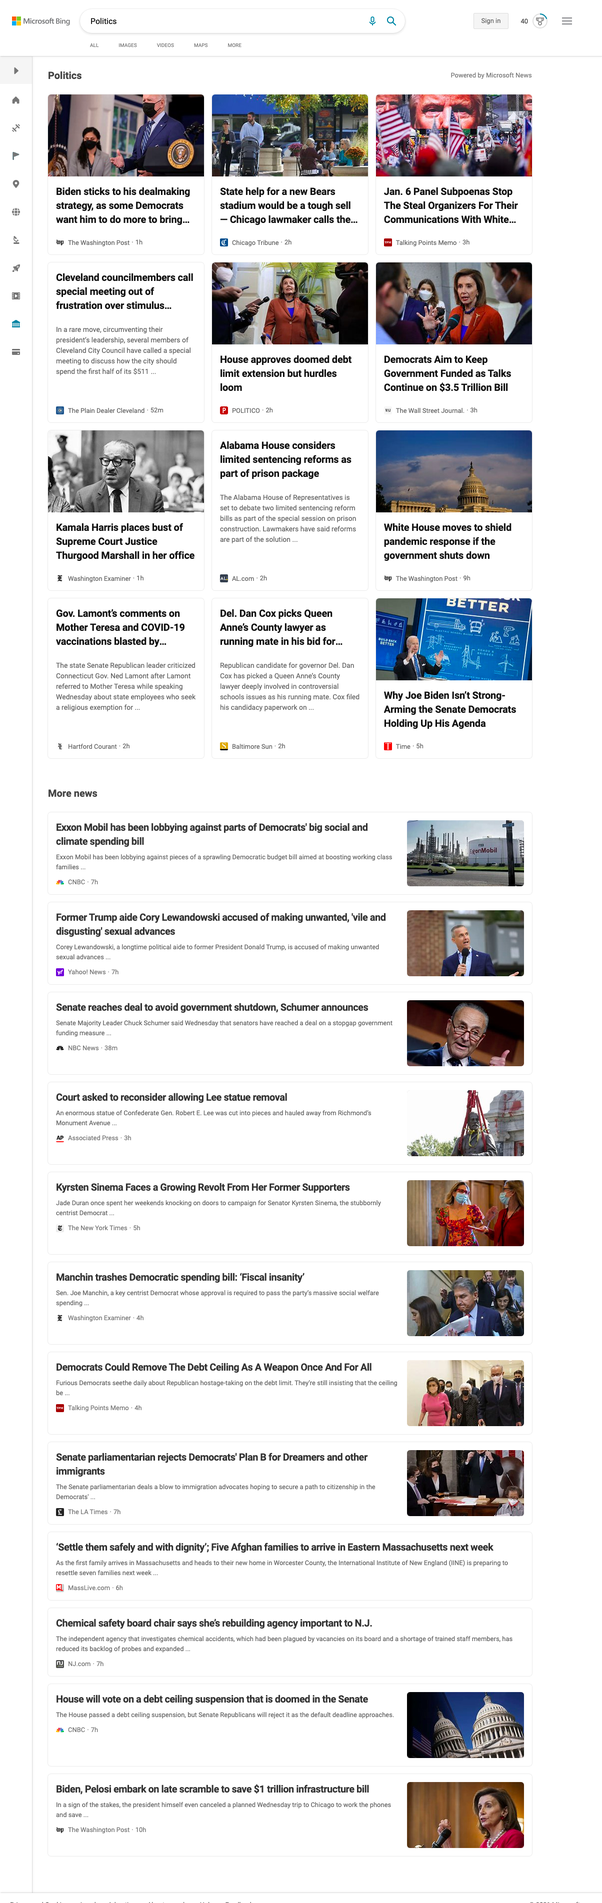 Microsoft Bing
Politics
Sign in
40
ALL
IMAGES
VIDEOS
MAPS
MORE
Politics
Powered by Microsoft News
Biden sticks to his dealmaking
strategy, as some Democrats
want him to do more to bring...
The Washington Post · 1h
State help for a new Bears
stadium would be a tough sell
— Chicago lawmaker calls the...
Chicago Tribune · 2h
Jan. 6 Panel Subpoenas Stop
The Steal Organizers For Their
Communications With White...
Talking Points Memo · 3h
Cleveland councilmembers call
special meeting out of
frustration over stimulus...
In a rare move, circumventing their
president's leadership, several members of
Cleveland City Council have called a special
meeting to discuss how the city should
spend the first half of its $511 ...
The Plain Dealer Cleveland · 52m
House approves doomed debt
limit extension but hurdles
loom
POLITICO · 2h
Democrats Aim to Keep
Government Funded as Talks
Continue on $3.5 Trillion Bill
The Wall Street Journal. · 3h
Kamala Harris places bust of
Supreme Court Justice
Thurgood Marshall in her office
Washington Examiner · 1h
Alabama House considers
limited sentencing reforms as
part of prison package
The Alabama House of Representatives is
set to debate two limited sentencing reform
bills as part of the special session on prison
construction. Lawmakers have said reforms
are part of the solution ...
AL.com · 2h
White House moves to shield
pandemic response if the
government shuts down
The Washington Post · 9h
Gov. Lamont's comments on
Mother Teresa and COVID-19
vaccinations blasted by...
The state Senate Republican leader criticized
Connecticut Gov. Ned Lamont after Lamont
referred to Mother Teresa while speaking
Wednesday about state employees who seek
a religious exemption for ...
Hartford Courant · 2h
Del. Dan Cox picks Queen
Anne's County lawyer as
running mate in his bid for...
Republican candidate for governor Del. Dan
Cox has picked a Queen Anne's County
lawyer deeply involved in controversial
schools issues as his running mate. Cox filed
his candidacy paperwork on ...
Baltimore Sun · 2h
BETTER
Why Joe Biden Isn't Strong-
Arming the Senate Democrats
Holding Up His Agenda
Time · 5h
More news
Exxon Mobil has been lobbying against parts of Democrats' big social and
climate spending bill
Exxon Mobil has been lobbying against pieces of a sprawling Democratic budget bill aimed at boosting working class
families ...
CNBC · 7h
ExxonMobil
Former Trump aide Cory Lewandowski accused of making unwanted, 'vile and
disgusting' sexual advances
Corey Lewandowski, a longtime political aide to former President Donald Trump, is accused of making unwanted
sexual advances ...
Yahoo! News · 7h
Senate reaches deal to avoid government shutdown, Schumer announces
Senate Majority Leader Chuck Schumer said Wednesday that senators have reached a deal on a stopgap government
funding measure ...
NBC News · 38m
Court asked to reconsider allowing Lee statue removal
An enormous statue of Confederate Gen. Robert E. Lee was cut into pieces and hauled away from Richmond's
Monument Avenue ...
AP
Associated Press · 3h
Kyrsten Sinema Faces a Growing Revolt From Her Former Supporters
Jade Duran once spent her weekends knocking on doors to campaign for Senator Kyrsten Sinema, the stubbornly
centrist Democrat ...
The New York Times · 5h
Manchin trashes Democratic spending bill: 'Fiscal insanity'
Sen. Joe Manchin, a key centrist Democrat whose approval is required to pass the party's massive social welfare
spending ...
Washington Examiner · 4h
Democrats Could Remove The Debt Ceiling As A Weapon Once And For All
Furious Democrats seethe daily about Republican hostage-taking on the debt limit. They're still insisting that the ceiling
be ...
Talking Points Memo · 4h
Senate parliamentarian rejects Democrats' Plan B for Dreamers and other
immigrants
The Senate parliamentarian deals a blow to immigration advocates hoping to secure a path to citizenship in the
Democrats' ...
The LA Times · 7h
'Settle them safely and with dignity'; Five Afghan families to arrive in Eastern Massachusetts next week
As the first family arrives in Massachusetts and heads to their new home in Worcester County, the International Institute of New England (IINE) is preparing to
resettle seven families next week ...
MassLive.com · 6h
Chemical safety board chair says she's rebuilding agency important to N.J.
The independent agency that investigates chemical accidents, which had been plagued by vacancies on its board and a shortage of trained staff members, has
reduced its backlog of probes and expanded ...
NJ.com · 7h
House will vote on a debt ceiling suspension that is doomed in the Senate
The House passed a debt ceiling suspension, but Senate Republicans will reject it as the default deadline approaches.
CNBC · 7h
Biden, Pelosi embark on late scramble to save $1 trillion infrastructure bill
In a sign of the stakes, the president himself even canceled a planned Wednesday trip to Chicago to work the phones
and save ...
The Washington Post · 10h